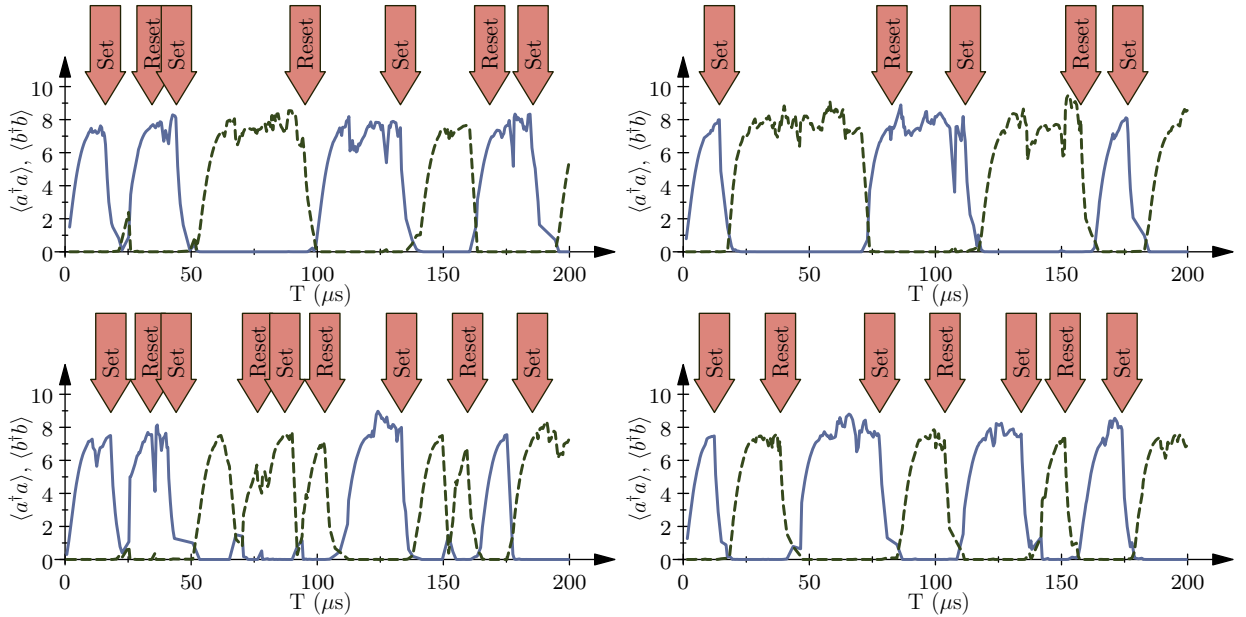 Set Reset Set Reset Set Reset Set
⟨a†a⟩, ⟨b†b⟩
10
8
6
4
2
0
0 50 100 150 200
T (μs)
Set Reset Set Reset Set
⟨a†a⟩, ⟨b†b⟩
10
8
6
4
2
0
0 50 100 150 200
T (μs)
Set Reset Set Reset Set Reset Set Reset Set
⟨a†a⟩, ⟨b†b⟩
10
8
6
4
2
0
0 50 100 150 200
T (μs)
Set Reset Set Reset Set Reset Set
⟨a†a⟩, ⟨b†b⟩
10
8
6
4
2
0
0 50 100 150 200
T (μs)